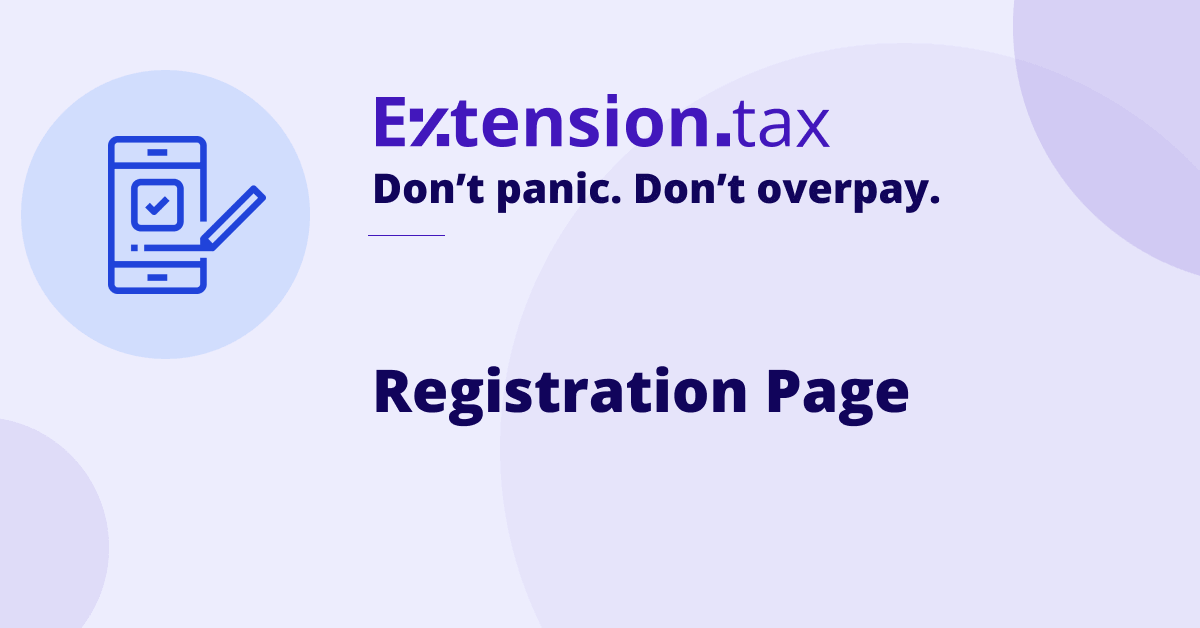 Extension.tax
Don’t panic. Don’t overpay.
Registration Page